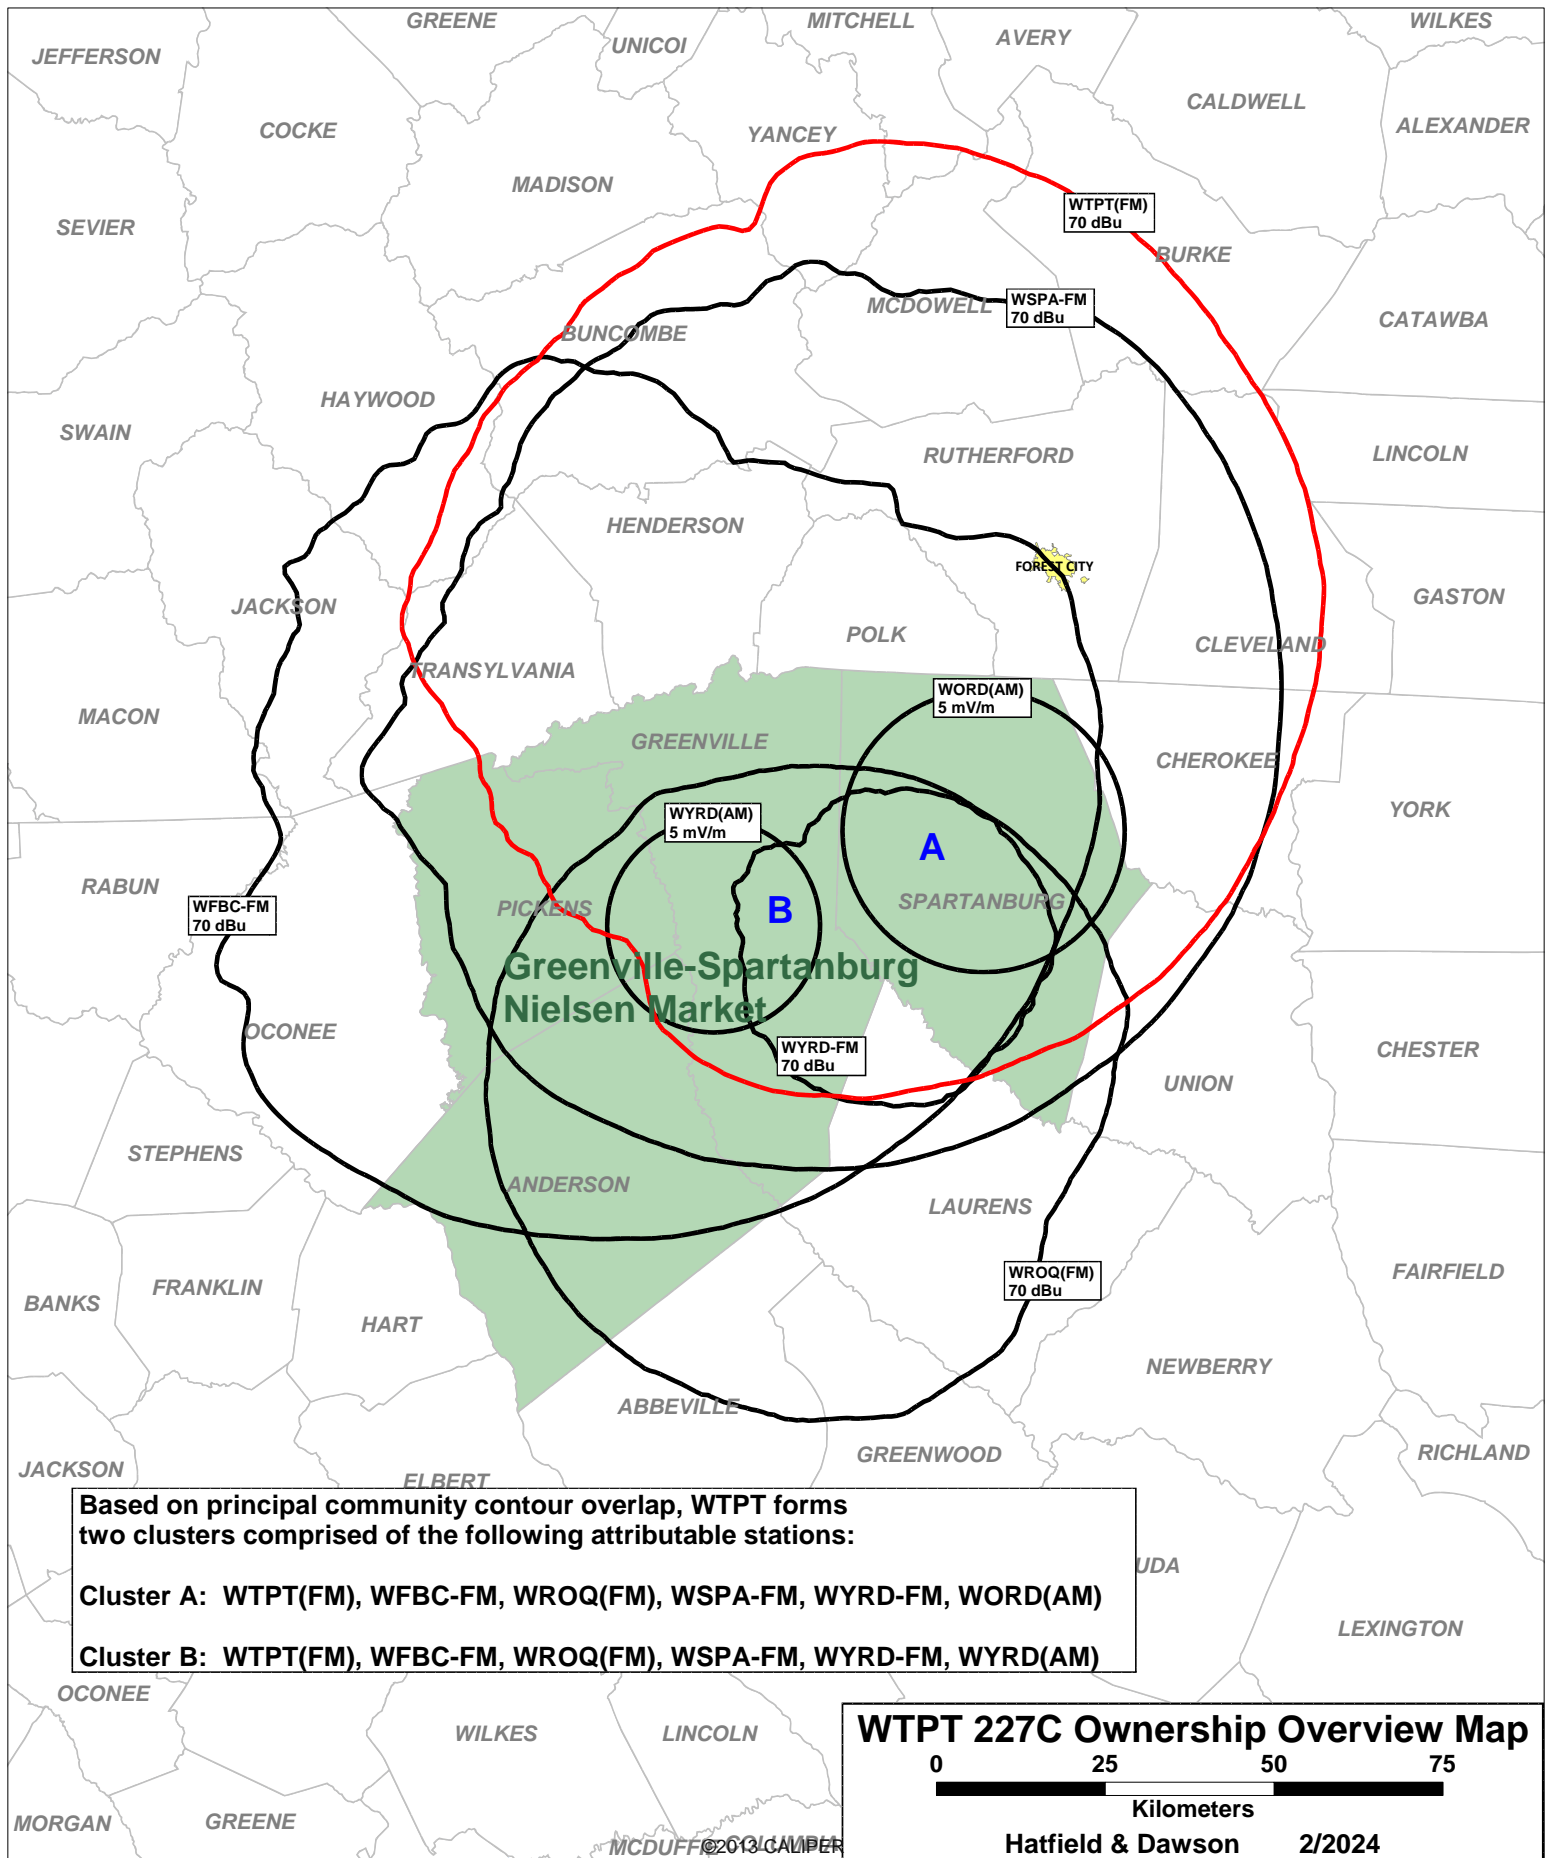 GREENE
MITCHELL
WILKES
UNICOI
AVERY
JEFFERSON
CALDWELL
COCKE
YANCEY
ALEXANDER
MADISON
WTPT(FM)
70 dBu
SEVIER
BURKE
WSPA-FM
70 dBu
MCDOWELL
CATAWBA
BUNCOMBE
HAYWOOD
SWAIN
RUTHERFORD
LINCOLN
HENDERSON
FOREST CITY
JACKSON
GASTON
POLK
CLEVELAND
TRANSYLVANIA
WORD(AM)
5 mV/m
MACON
GREENVILLE
CHEROKEE
WYRD(AM)
5 mV/m
YORK
A
RABUN
WFBC-FM
70 dBu
PICKENS
B
SPARTANBURG
Greenville-Spartanburg
Nielsen Market
OCONEE
WYRD-FM
70 dBu
CHESTER
UNION
STEPHENS
ANDERSON
LAURENS
WROQ(FM)
70 dBu
FAIRFIELD
FRANKLIN
BANKS
HART
NEWBERRY
ABBEVILLE
GREENWOOD
RICHLAND
JACKSON
ELBERT
Based on principal community contour overlap, WTPT forms
two clusters comprised of the following attributable stations:
Cluster A: WTPT(FM), WFBC-FM, WROQ(FM), WSPA-FM, WYRD-FM, WORD(AM)
Cluster B: WTPT(FM), WFBC-FM, WROQ(FM), WSPA-FM, WYRD-FM, WYRD(AM)
UDA
LEXINGTON
OCONEE
WILKES
LINCOLN
WTPT 227C Ownership Overview Map
0 25 50 75
Kilometers
Hatfield & Dawson 2/2024
MORGAN
GREENE
MCDUFFIE
COLUMBIA
©2013 CALIPER